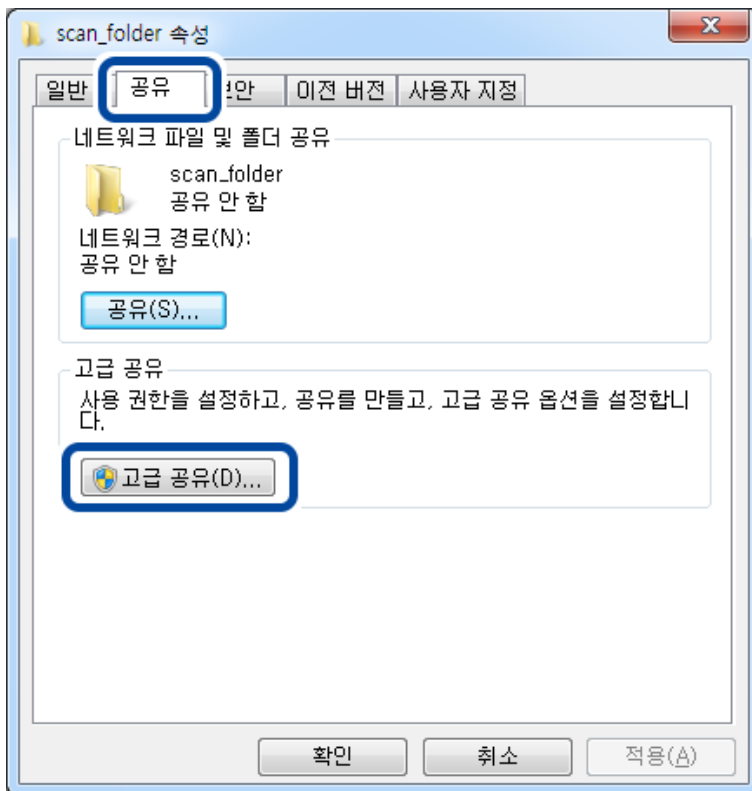 scan_folder 속성
일반 공유 보안 이전 버전 사용자 지정
네트워크 파일 및 폴더 공유
scan_folder
공유 안 함
네트워크 경로(N):
공유 안 함
공유(S)...
고급 공유
사용 권한을 설정하고, 공유를 만들고, 고급 공유 옵션을 설정합니
다.
고급 공유(D)...
확인 취소 적용(A)